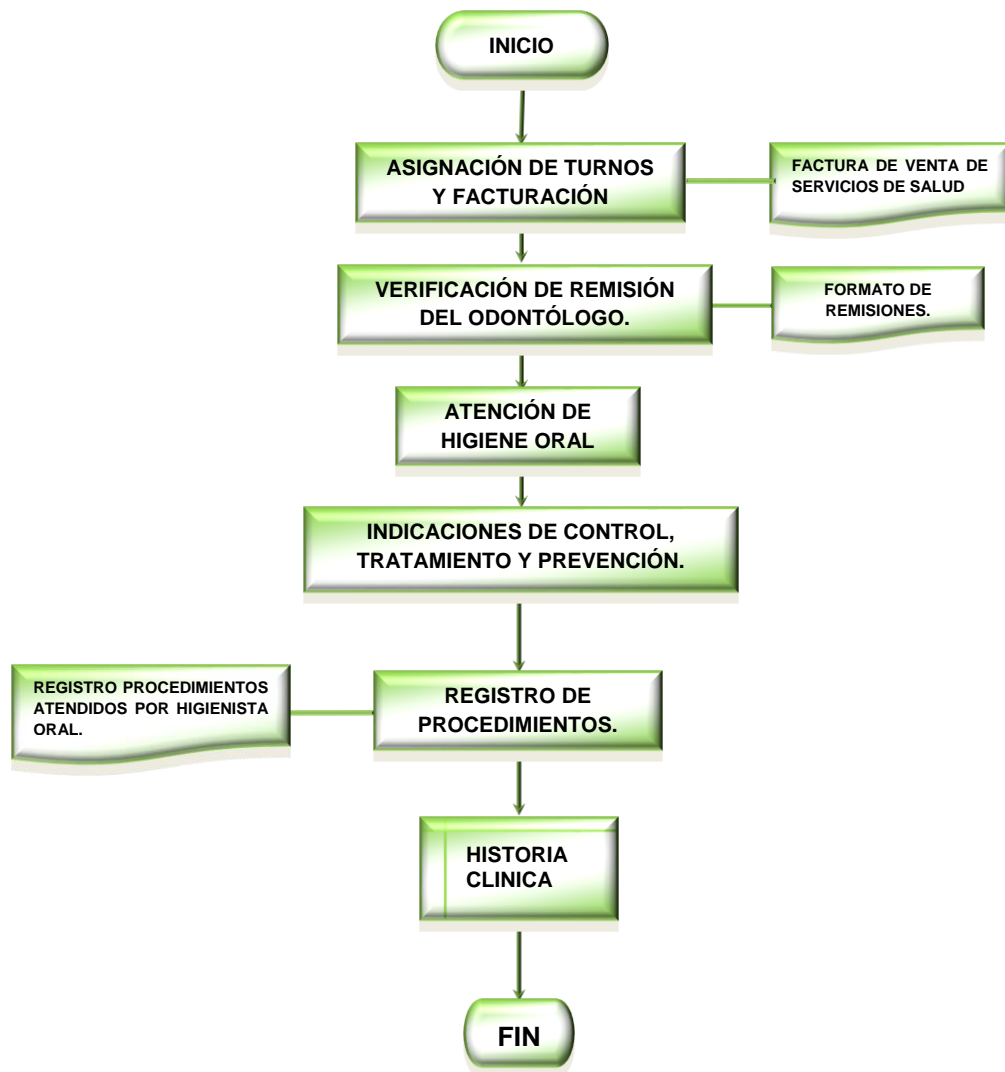 INICIO
ASIGNACIÓN DE TURNOS
Y FACTURACIÓN
FACTURA DE VENTA DE
SERVICIOS DE SALUD
VERIFICACIÓN DE REMISIÓN
DEL ODONTÓLOGO.
FORMATO DE
REMISIONES.
ATENCIÓN DE
HIGIENE ORAL
INDICACIONES DE CONTROL,
TRATAMIENTO Y PREVENCIÓN.
REGISTRO PROCEDIMIENTOS
ATENDIDOS POR HIGIENISTA
ORAL.
REGISTRO DE
PROCEDIMIENTOS.
HISTORIA
CLINICA
FIN